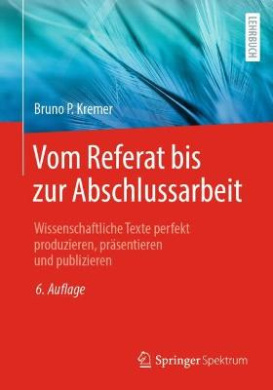 LEHRBUCH
Bruno P. Kremer
Vom Referat bis
zur Abschlussarbeit
Wissenschaftliche Texte perfekt
produzieren, präsentieren
und publizieren
6. Auflage
Springer Spektrum